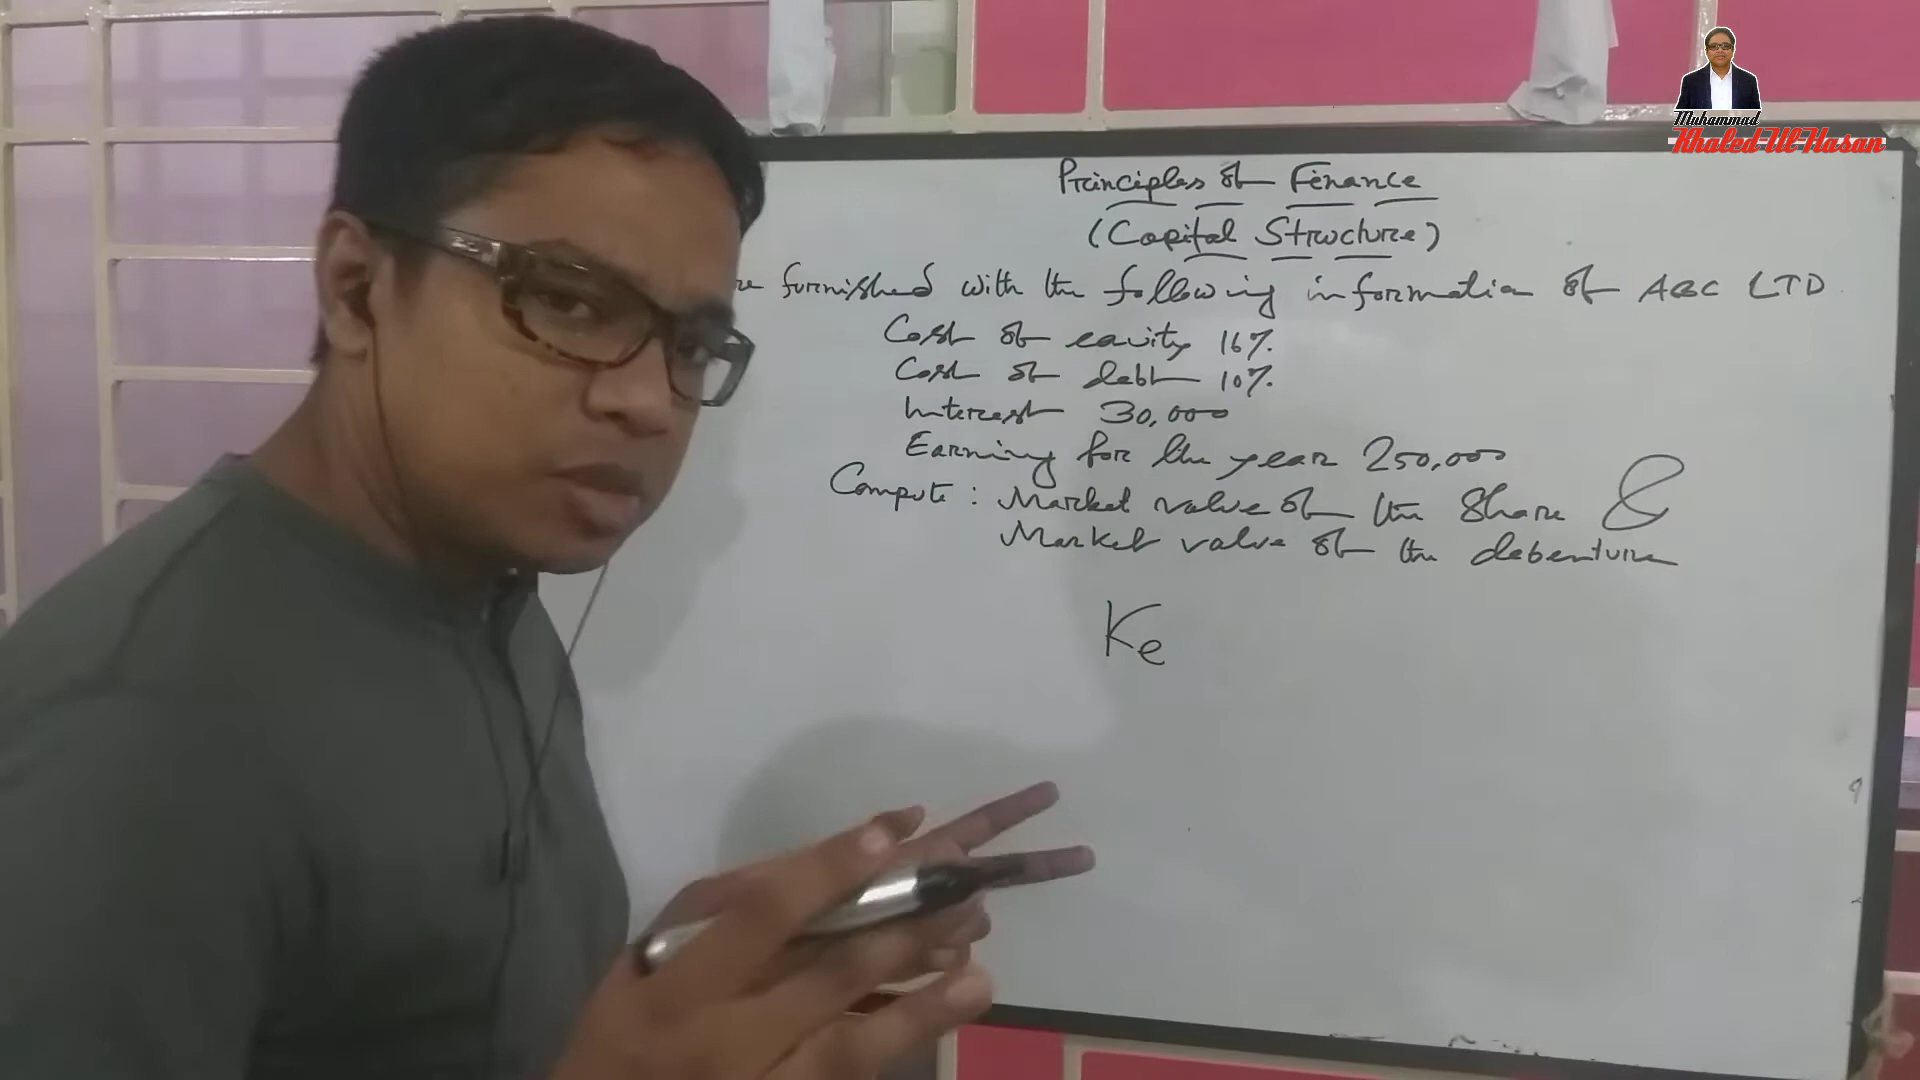 Muhammad
Khaled Ul Hasan
Principles of Finance
(Capital Structure)
furnished with the following information of ABC LTD
Cost of equity 16%.
Cost of debt 10%.
Interest 30,000
Earning for the year 250,000
Compute: Market value of the Share &
Market value of the debenture
Ke